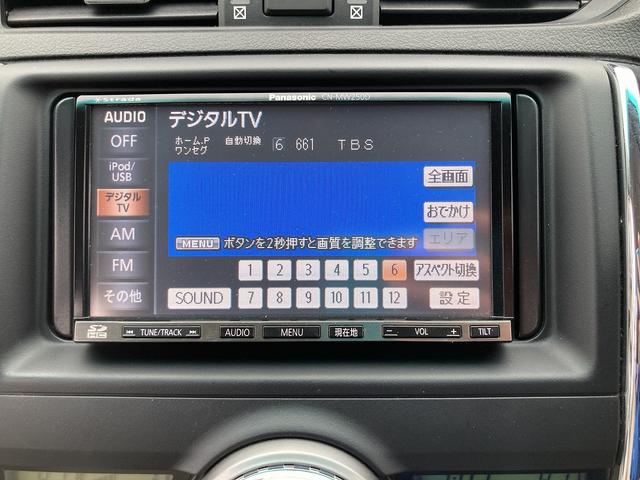 Strada Panasonic CN-MW250D
AUDIO
OFF
iPod/
USB
デジタル
TV
AM
FM
その他
デジタルTV
ホーム.P 自動切換 6 661 TBS
ワンセグ
全画面
おでかけ
エリア
MENU ボタンを2秒押すと画質を調整できます
1 2 3 4 5 6 アスペクト切換
SOUND 7 8 9 10 11 12 設定
SD HC TUNE/TRACK AUDIO MENU 現在地 − VOL + TILT